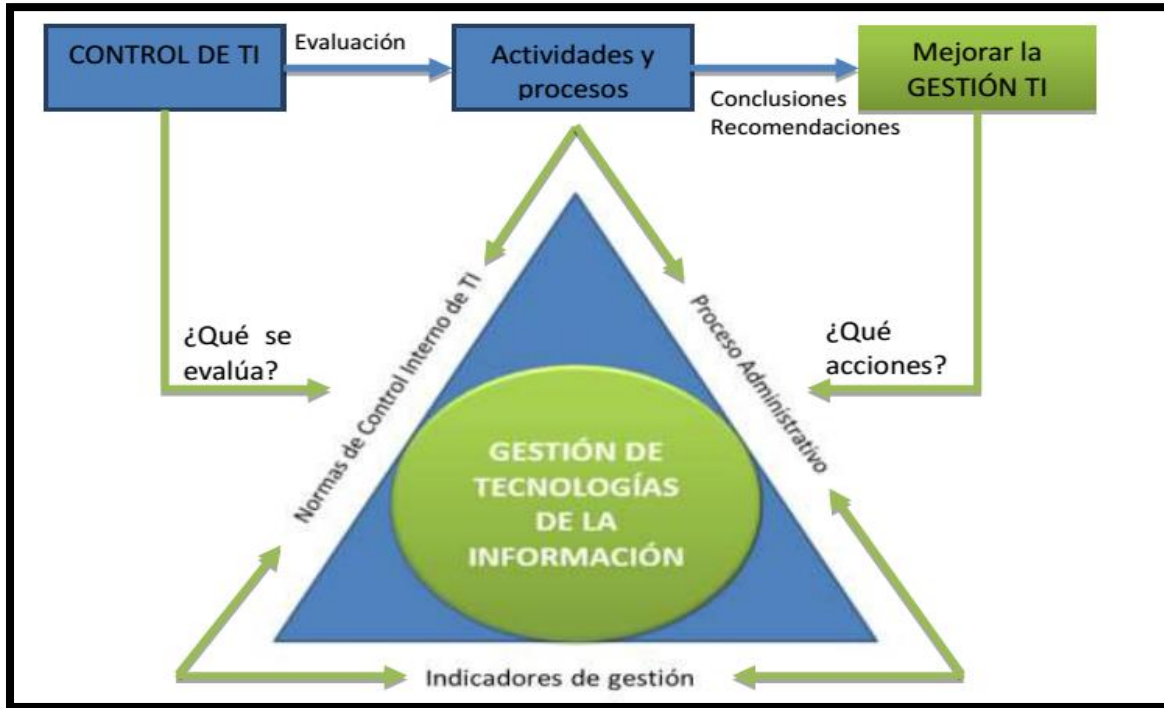 CONTROL DE TI
Evaluación
Actividades y
procesos
Mejorar la
GESTIÓN TI
Conclusiones
Recomendaciones
¿Qué se
evalúa?
Normas de Control Interno de TI
Proceso Administrativo
¿Qué
acciones?
GESTIÓN DE
TECNOLOGÍAS
DE LA
INFORMACIÓN
Indicadores de gestión